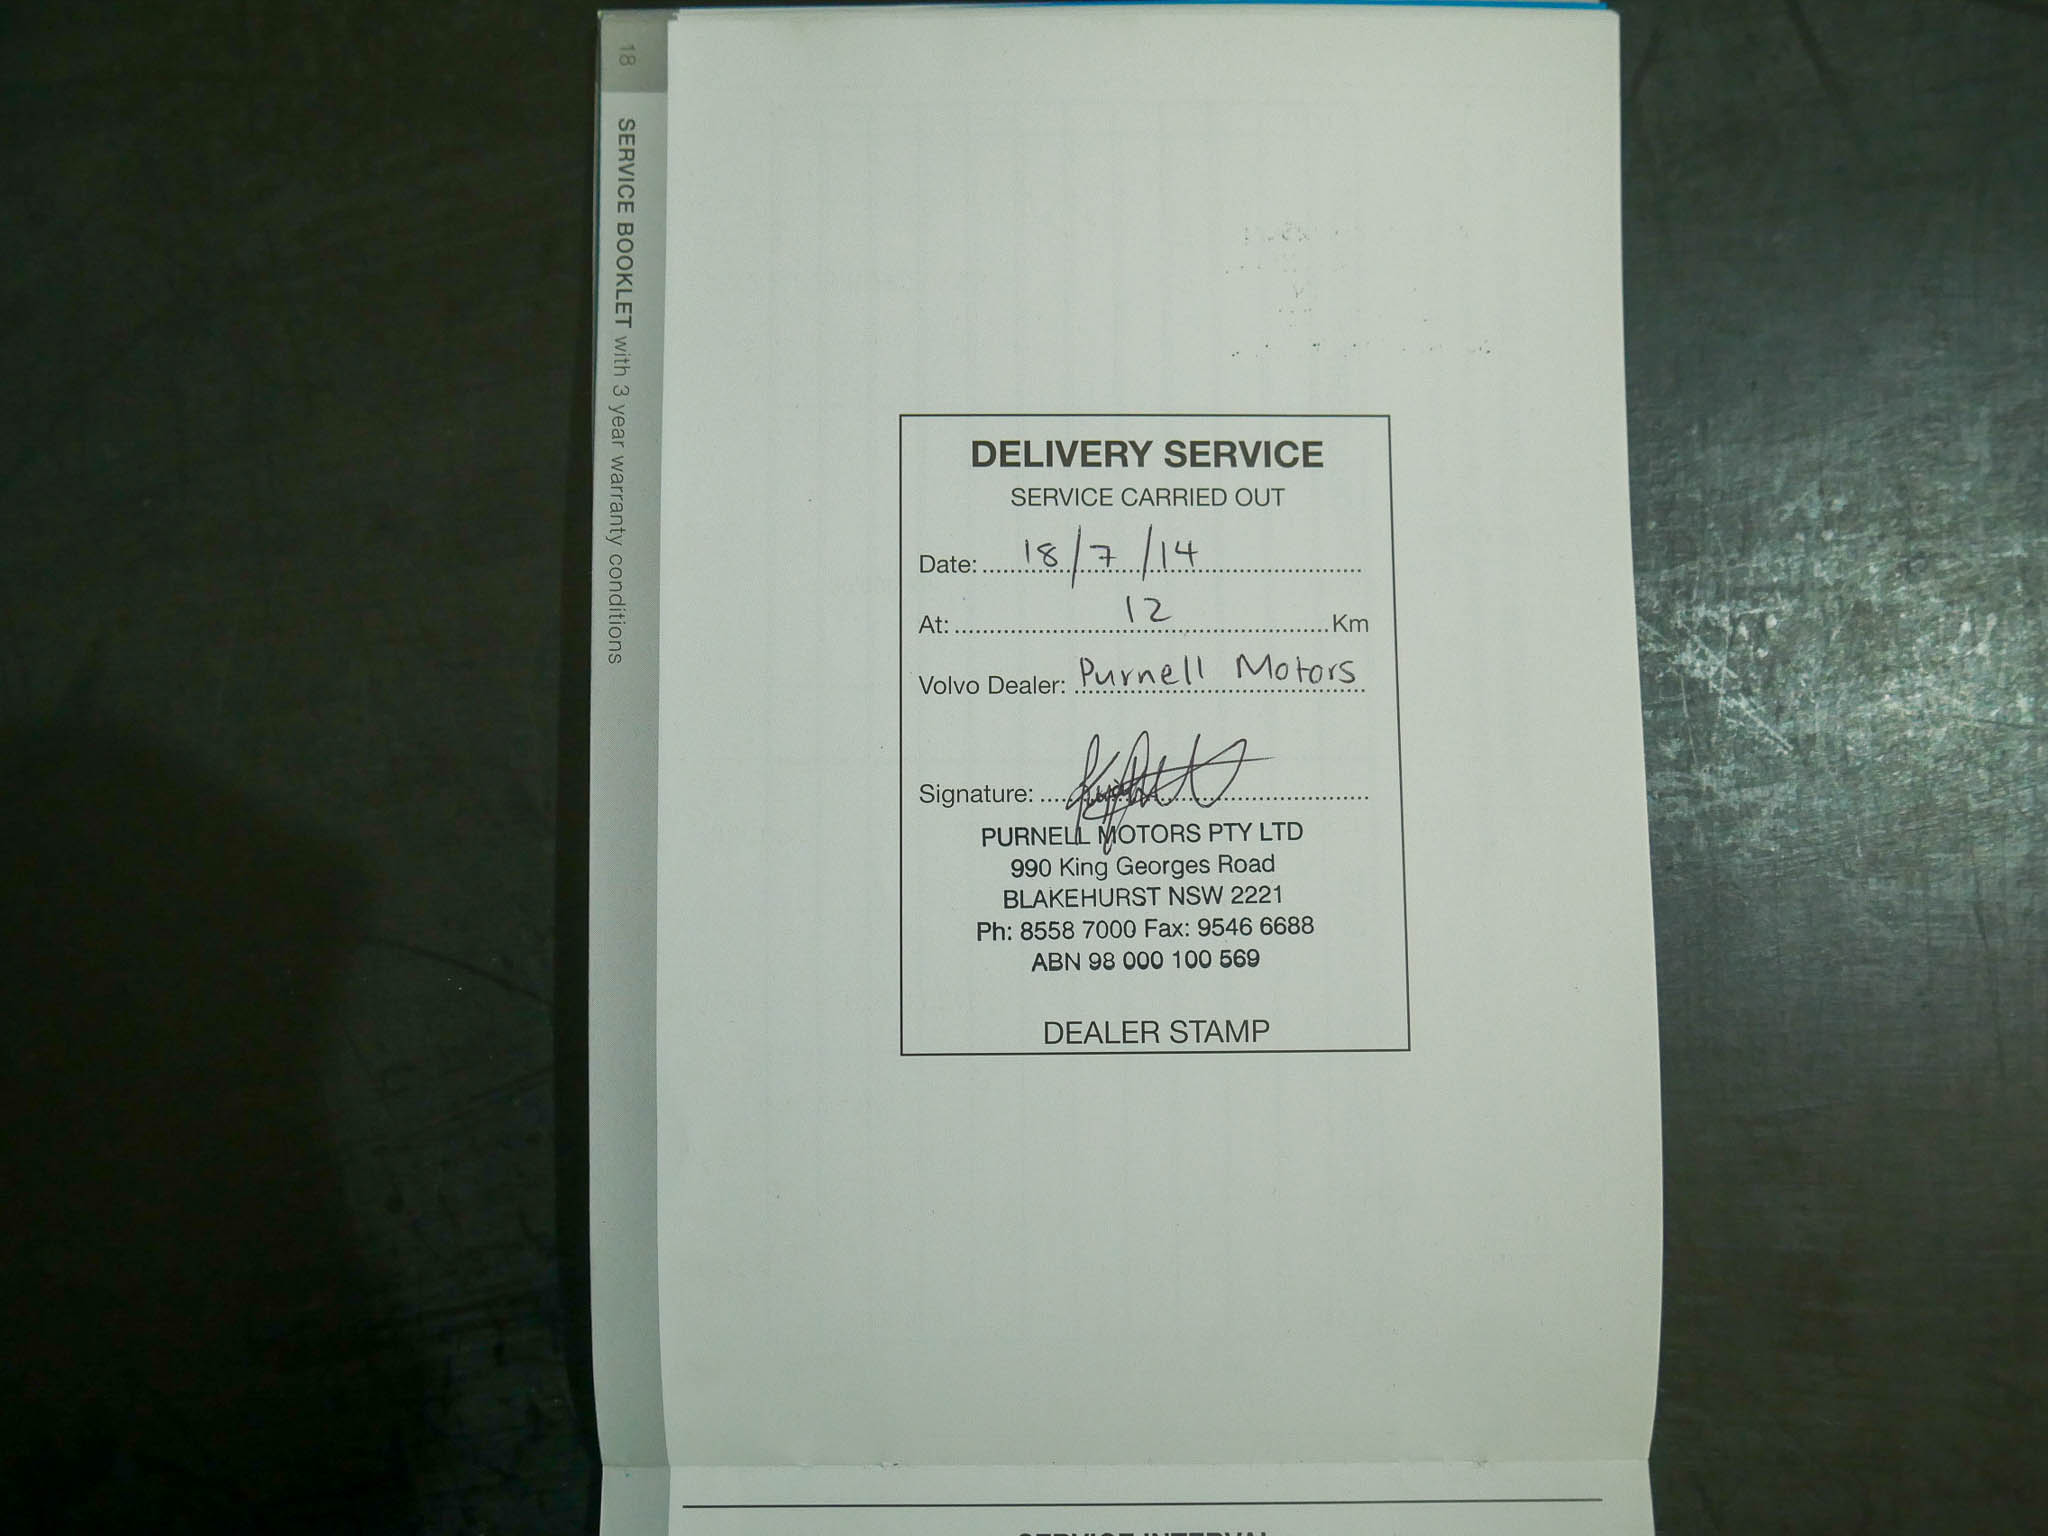 18
SERVICE BOOKLET with 3 year warranty conditions
DELIVERY SERVICE
SERVICE CARRIED OUT
Date: 18/7/14
At: 12 Km
Volvo Dealer: Purnell Motors
Signature:
PURNELL MOTORS PTY LTD
990 King Georges Road
BLAKEHURST NSW 2221
Ph: 8558 7000 Fax: 9546 6688
ABN 98 000 100 569
DEALER STAMP
SERVICE INTERVAL